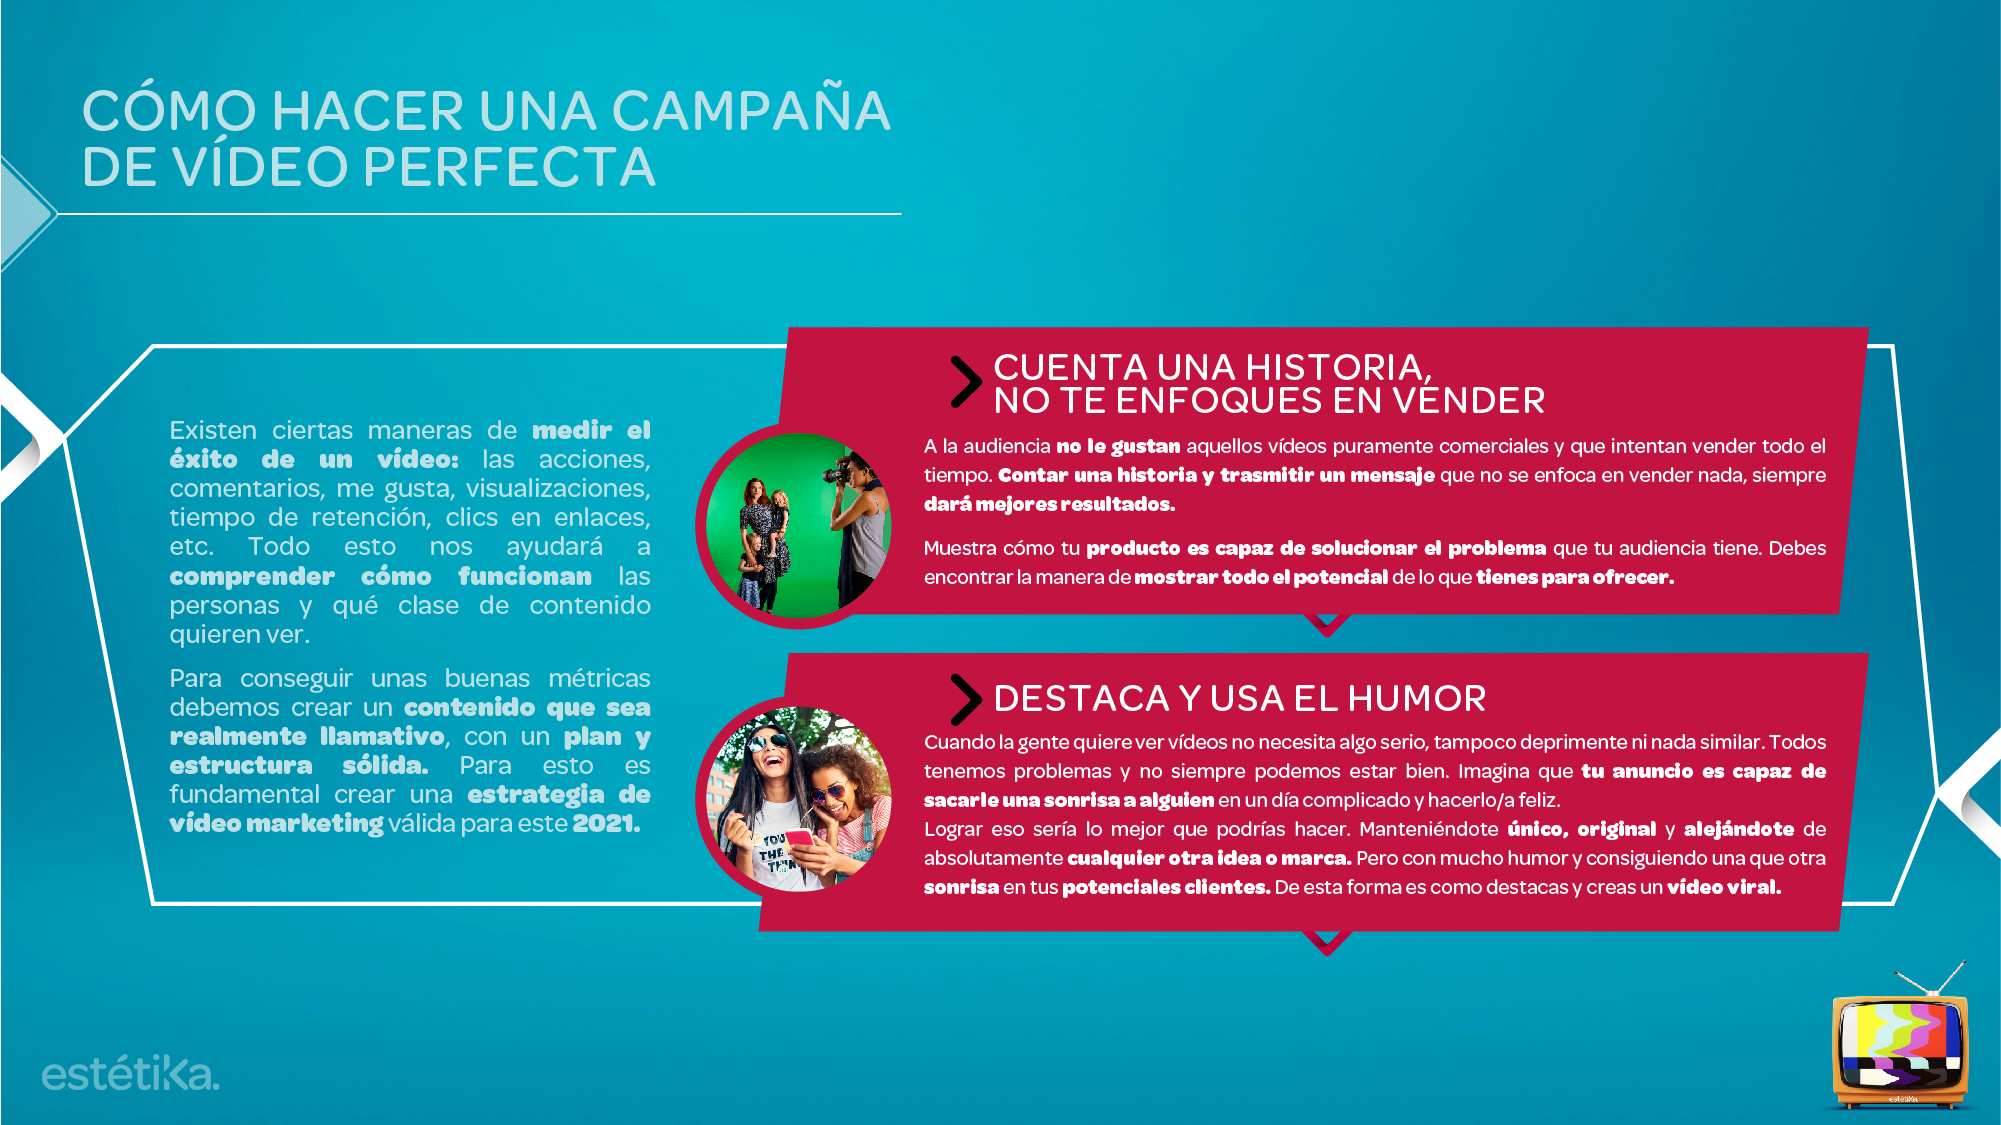 CÓMO HACER UNA CAMPAÑA
DE VÍDEO PERFECTA
Existen ciertas maneras de medir el
éxito de un vídeo: las acciones,
comentarios, me gusta, visualizaciones,
tiempo de retención, clics en enlaces,
etc. Todo esto nos ayudará a
comprender cómo funcionan las
personas y qué clase de contenido
quieren ver.
Para conseguir unas buenas métricas
debemos crear un contenido que sea
realmente llamativo, con un plan y
estructura sólida. Para esto es
fundamental crear una estrategia de
vídeo marketing válida para este 2021.
CUENTA UNA HISTORIA,
NO TE ENFOQUES EN VENDER
A la audiencia no le gustan aquellos vídeos puramente comerciales y que intentan vender todo el
tiempo. Contar una historia y trasmitir un mensaje que no se enfoca en vender nada, siempre
dará mejores resultados.
Muestra cómo tu producto es capaz de solucionar el problema que tu audiencia tiene. Debes
encontrar la manera de mostrar todo el potencial de lo que tienes para ofrecer.
DESTACA Y USA EL HUMOR
Cuando la gente quiere ver vídeos no necesita algo serio, tampoco deprimente ni nada similar. Todos
tenemos problemas y no siempre podemos estar bien. Imagina que tu anuncio es capaz de
sacarle una sonrisa a alguien en un día complicado y hacerlo/a feliz.
Lograr eso sería lo mejor que podrías hacer. Manteniéndote único, original y alejándote de
absolutamente cualquier otra idea o marca. Pero con mucho humor y consiguiendo una que otra
sonrisa en tus potenciales clientes. De esta forma es como destacas y creas un vídeo viral.
YOU
THE
estétika.
estétika.